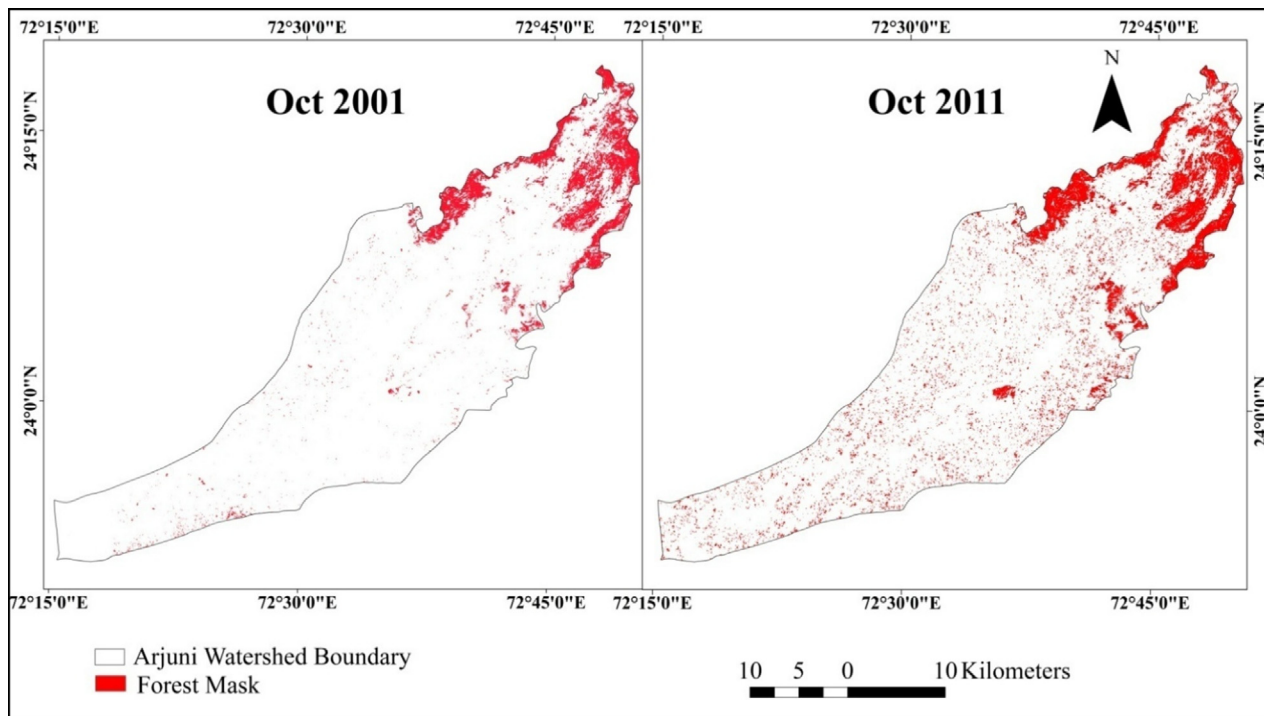 72°15'0"E 72°30'0"E 72°45'0"E 72°15'0"E 72°30'0"E 72°45'0"E
N
Oct 2001 Oct 2011
24°15'0"N 24°15'0"N
24°0'0"N 24°0'0"N
72°15'0"E 72°30'0"E 72°45'0"E 72°15'0"E 72°30'0"E 72°45'0"E
Arjuni Watershed Boundary
Forest Mask
10 5 0 10 Kilometers